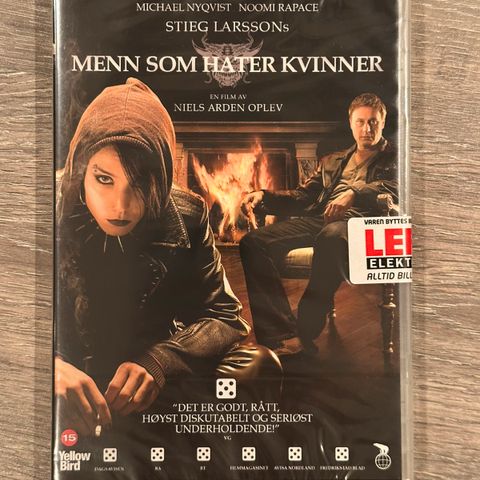 MICHAEL NYQVIST NOOMI RAPACE
STIEG LARSSONs
MENN SOM HATER KVINNER
EN FILM AV
NIELS ARDEN OPLEV
VAREN BYTTES
ELEKT
ALLTID BILL
"DET ER GODT, RÅTT,
HØYST DISKUTABELT OG SERIØST
UNDERHOLDENDE!"
VG
15
Yellow
Bird
DAGSAVISEN
BA
BT
FILMMAGASINET
AVISA NORDLAND
FREDRIKSTAD BLAD